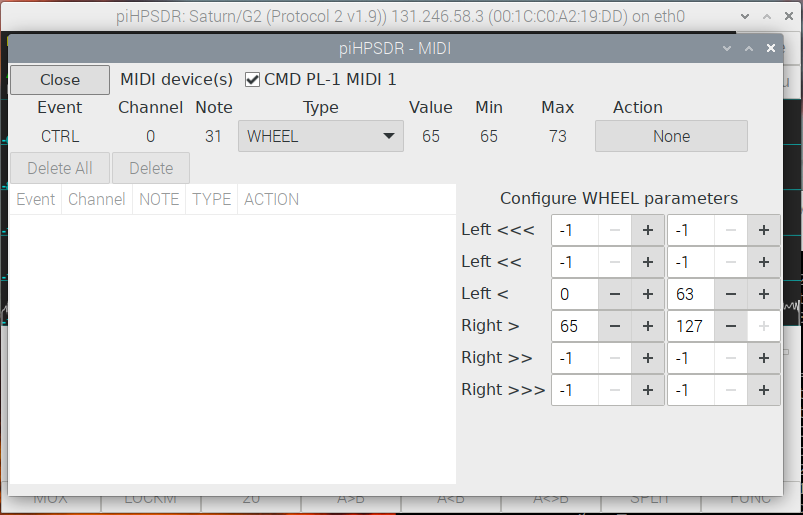 piHPSDR: Saturn/G2 (Protocol 2 v1.9)) 131.246.58.3 (00:1C:C0:A2:19:DD) on eth0
piHPSDR - MIDI
Close MIDI device(s) CMD PL-1 MIDI 1
Event Channel Note Type Value Min Max Action
CTRL 0 31 WHEEL 65 65 73 None
Delete All Delete
Event Channel NOTE TYPE ACTION
Configure WHEEL parameters
Left <<< -1 - + -1 - +
Left << -1 - + -1 - +
Left < 0 - + 63 - +
Right > 65 - + 127 - +
Right >> -1 - + -1 - +
Right >>> -1 - + -1 - +
MOX LOCKM 20 A>B A<B A<>B SPLIT FUNC